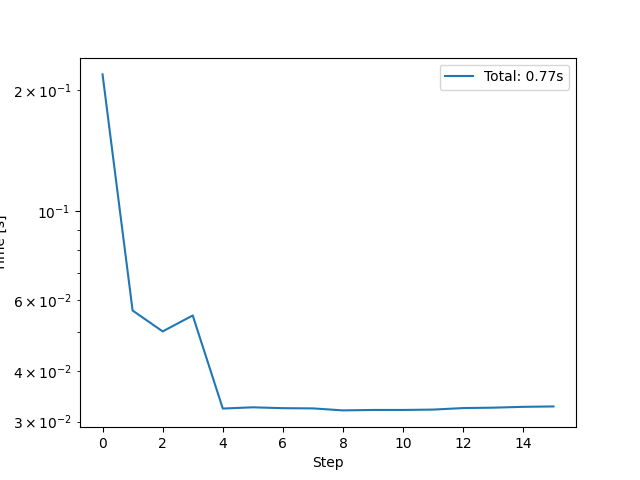 Total: 0.77s
2 × 10⁻¹
10⁻¹
6 × 10⁻²
4 × 10⁻²
3 × 10⁻²
[s]
0 2 4 6 8 10 12 14
Step